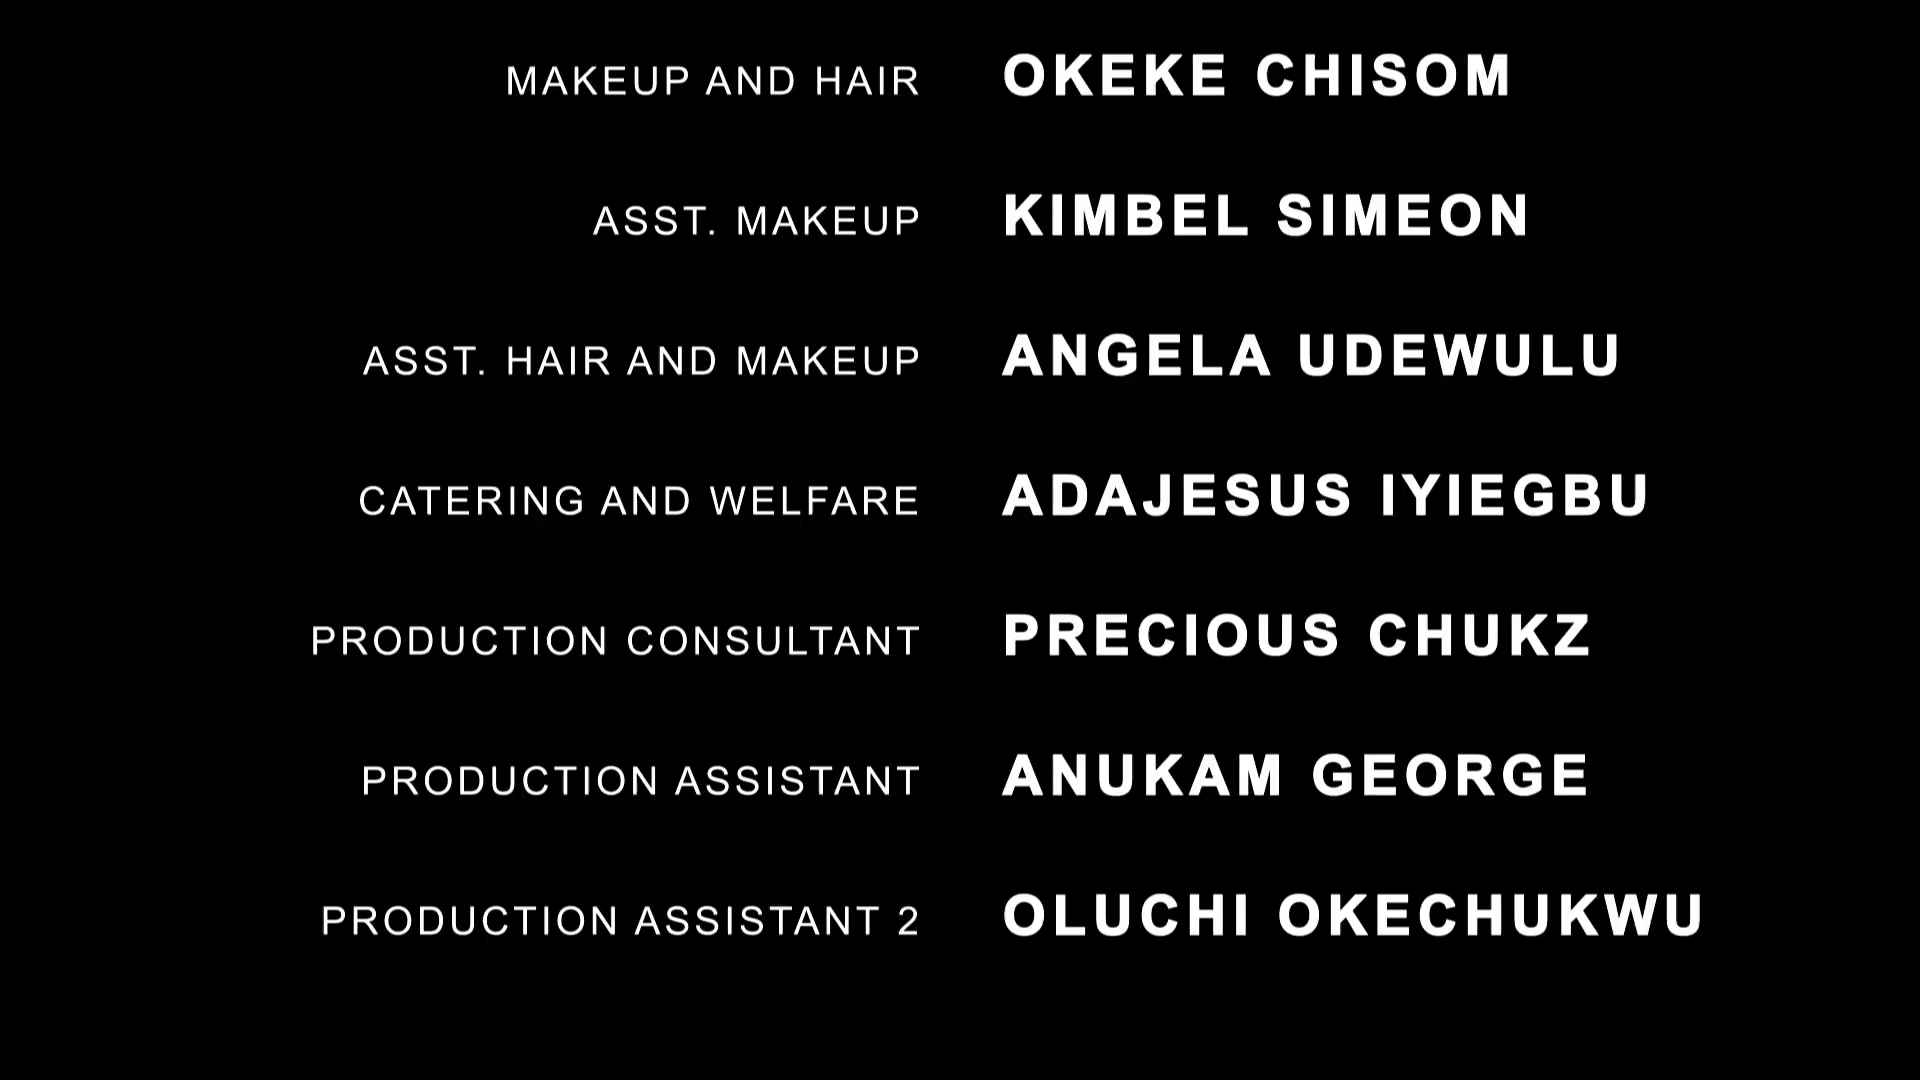 MAKEUP AND HAIR OKEKE CHISOM
ASST. MAKEUP KIMBEL SIMEON
ASST. HAIR AND MAKEUP ANGELA UDEWULU
CATERING AND WELFARE ADAJESUS IYIEGBU
PRODUCTION CONSULTANT PRECIOUS CHUKZ
PRODUCTION ASSISTANT ANUKAM GEORGE
PRODUCTION ASSISTANT 2 OLUCHI OKECHUKWU